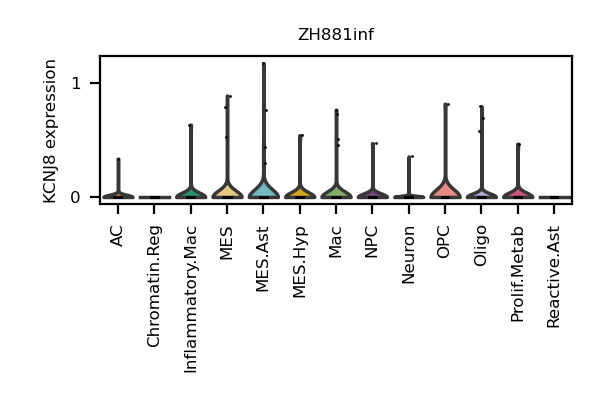 ZH881inf
KCNJ8 expression
1
0
AC
Chromatin.Reg
Inflammatory.Mac
MES
MES.Ast
MES.Hyp
Mac
NPC
Neuron
OPC
Oligo
Prolif.Metab
Reactive.Ast